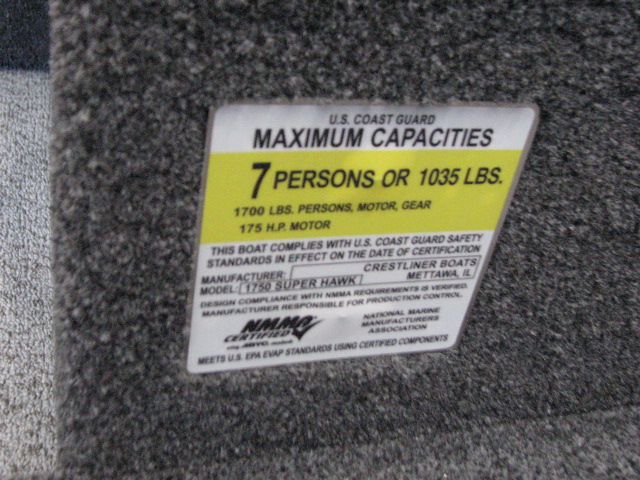 U.S. COAST GUARD
MAXIMUM CAPACITIES
7 PERSONS OR 1035 LBS.
1700 LBS. PERSONS, MOTOR, GEAR
175 H.P. MOTOR
THIS BOAT COMPLIES WITH U.S. COAST GUARD SAFETY
STANDARDS IN EFFECT ON THE DATE OF CERTIFICATION
MANUFACTURER: CRESTLINER BOATS
METTAWA, IL
MODEL: 1750 SUPER HAWK
DESIGN COMPLIANCE WITH NMMA REQUIREMENTS IS VERIFIED.
MANUFACTURER RESPONSIBLE FOR PRODUCTION CONTROL.
NMMA
CERTIFIED
NATIONAL MARINE
MANUFACTURERS
ASSOCIATION
MEETS U.S. EPA EVAP STANDARDS USING CERTIFIED COMPONENTS